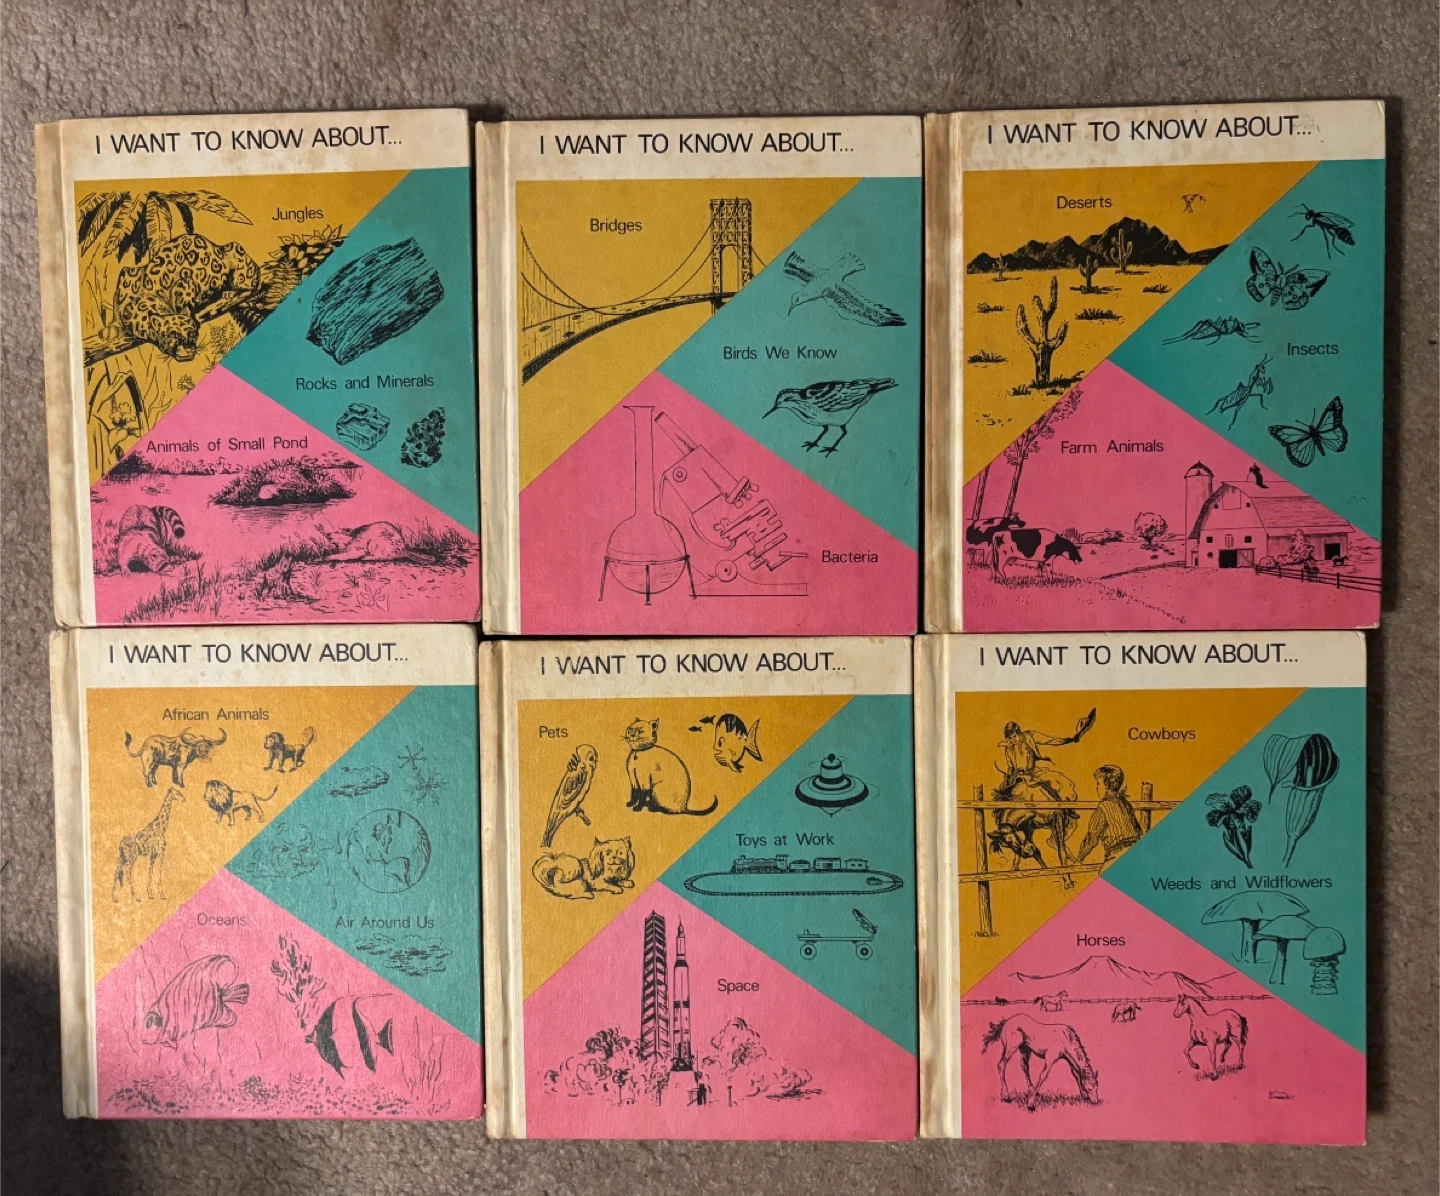 I WANT TO KNOW ABOUT...
Jungles
Rocks and Minerals
Animals of Small Pond
I WANT TO KNOW ABOUT...
Bridges
Birds We Know
Bacteria
I WANT TO KNOW ABOUT...
Deserts
Insects
Farm Animals
I WANT TO KNOW ABOUT...
African Animals
Oceans
Air Around Us
I WANT TO KNOW ABOUT...
Pets
Toys at Work
Space
I WANT TO KNOW ABOUT...
Cowboys
Weeds and Wildflowers
Horses